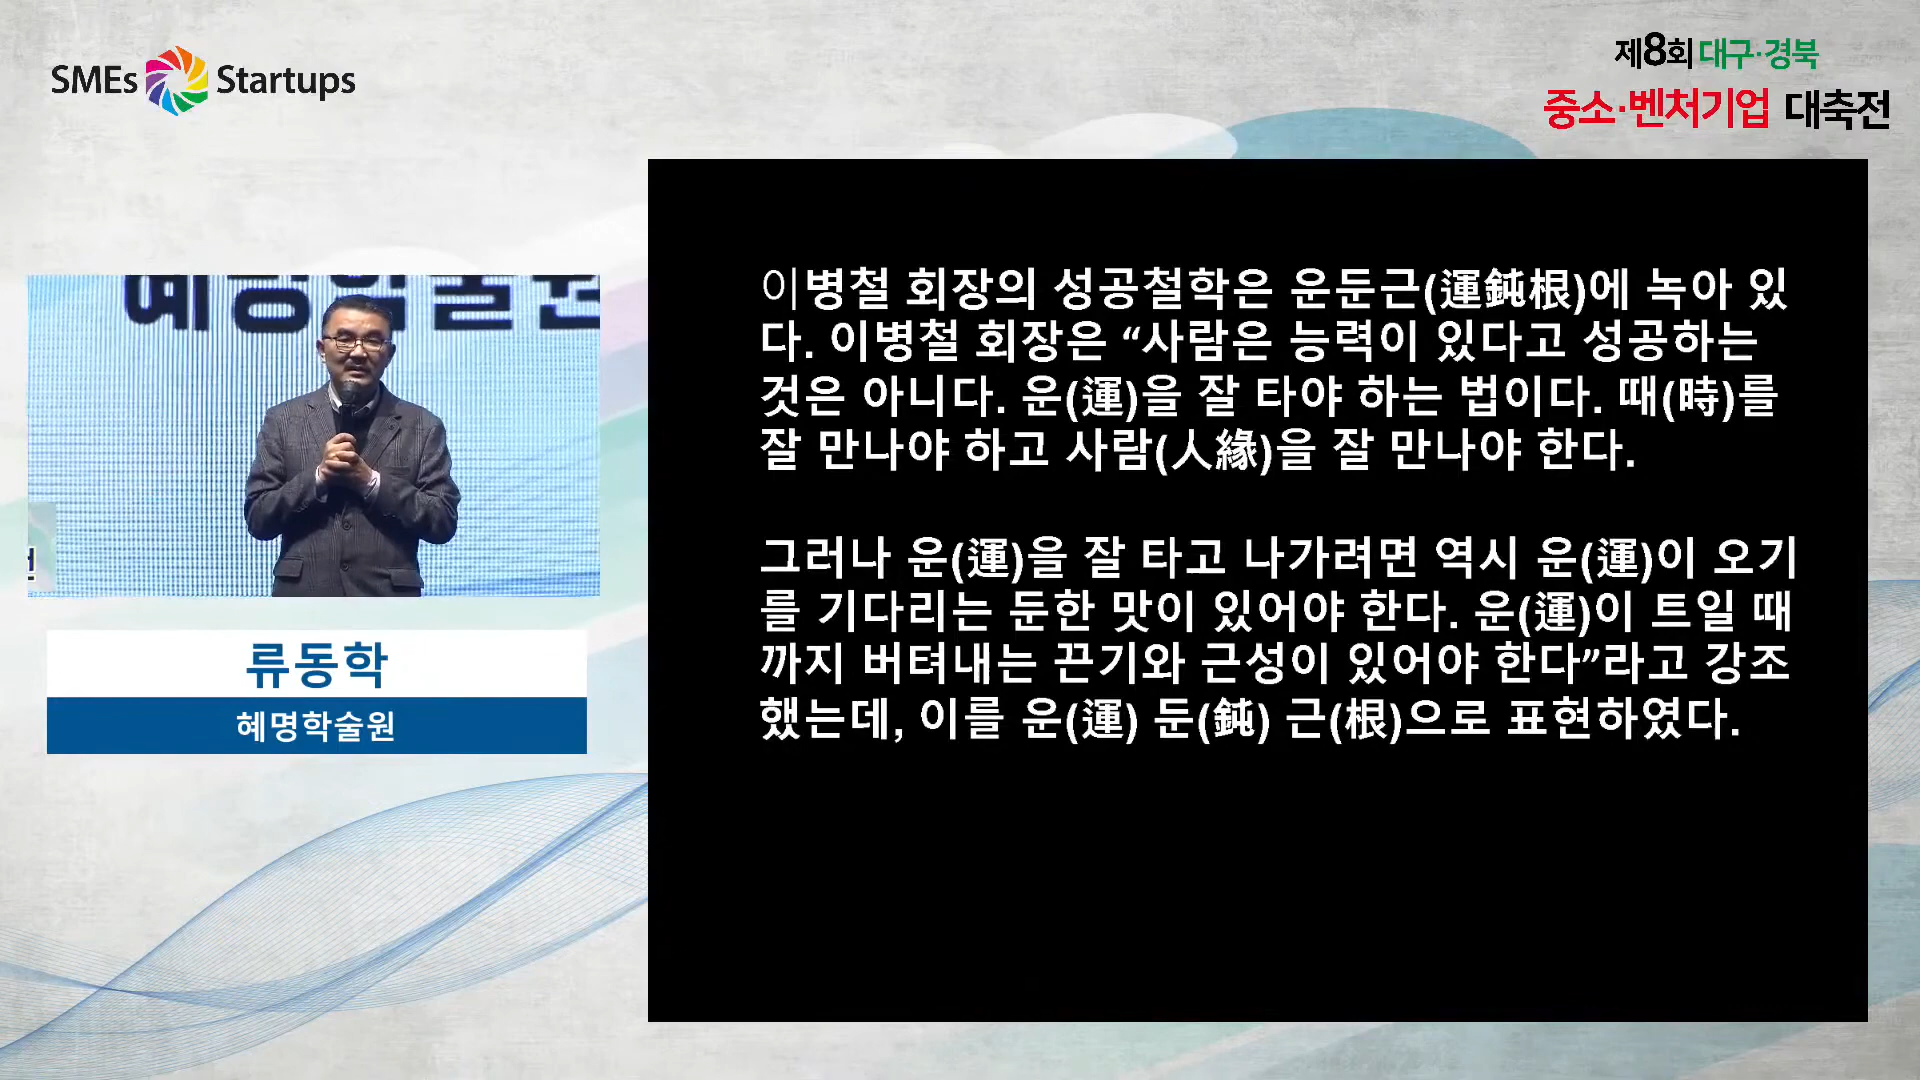 SMEs Startups
제8회 대구·경북
중소·벤처기업 대축전
이병철 회장의 성공철학은 운둔근(運鈍根)에 녹아 있
다. 이병철 회장은 “사람은 능력이 있다고 성공하는
것은 아니다. 운(運)을 잘 타야 하는 법이다. 때(時)를
잘 만나야 하고 사람(人緣)을 잘 만나야 한다.
그러나 운(運)을 잘 타고 나가려면 역시 운(運)이 오기
를 기다리는 둔한 맛이 있어야 한다. 운(運)이 트일 때
까지 버텨내는 끈기와 근성이 있어야 한다”라고 강조
했는데, 이를 운(運) 둔(鈍) 근(根)으로 표현하였다.
혜명학술원
류동학
혜명학술원